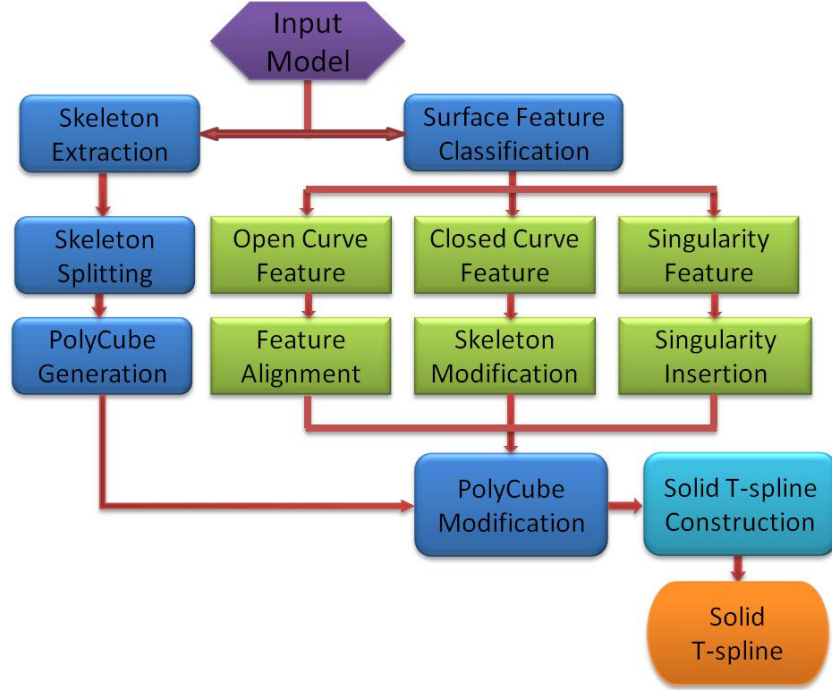 Input
Model
Skeleton
Extraction
Surface Feature
Classification
Skeleton
Splitting
Open Curve
Feature
Closed Curve
Feature
Singularity
Feature
PolyCube
Generation
Feature
Alignment
Skeleton
Modification
Singularity
Insertion
PolyCube
Modification
Solid T-spline
Construction
Solid
T-spline